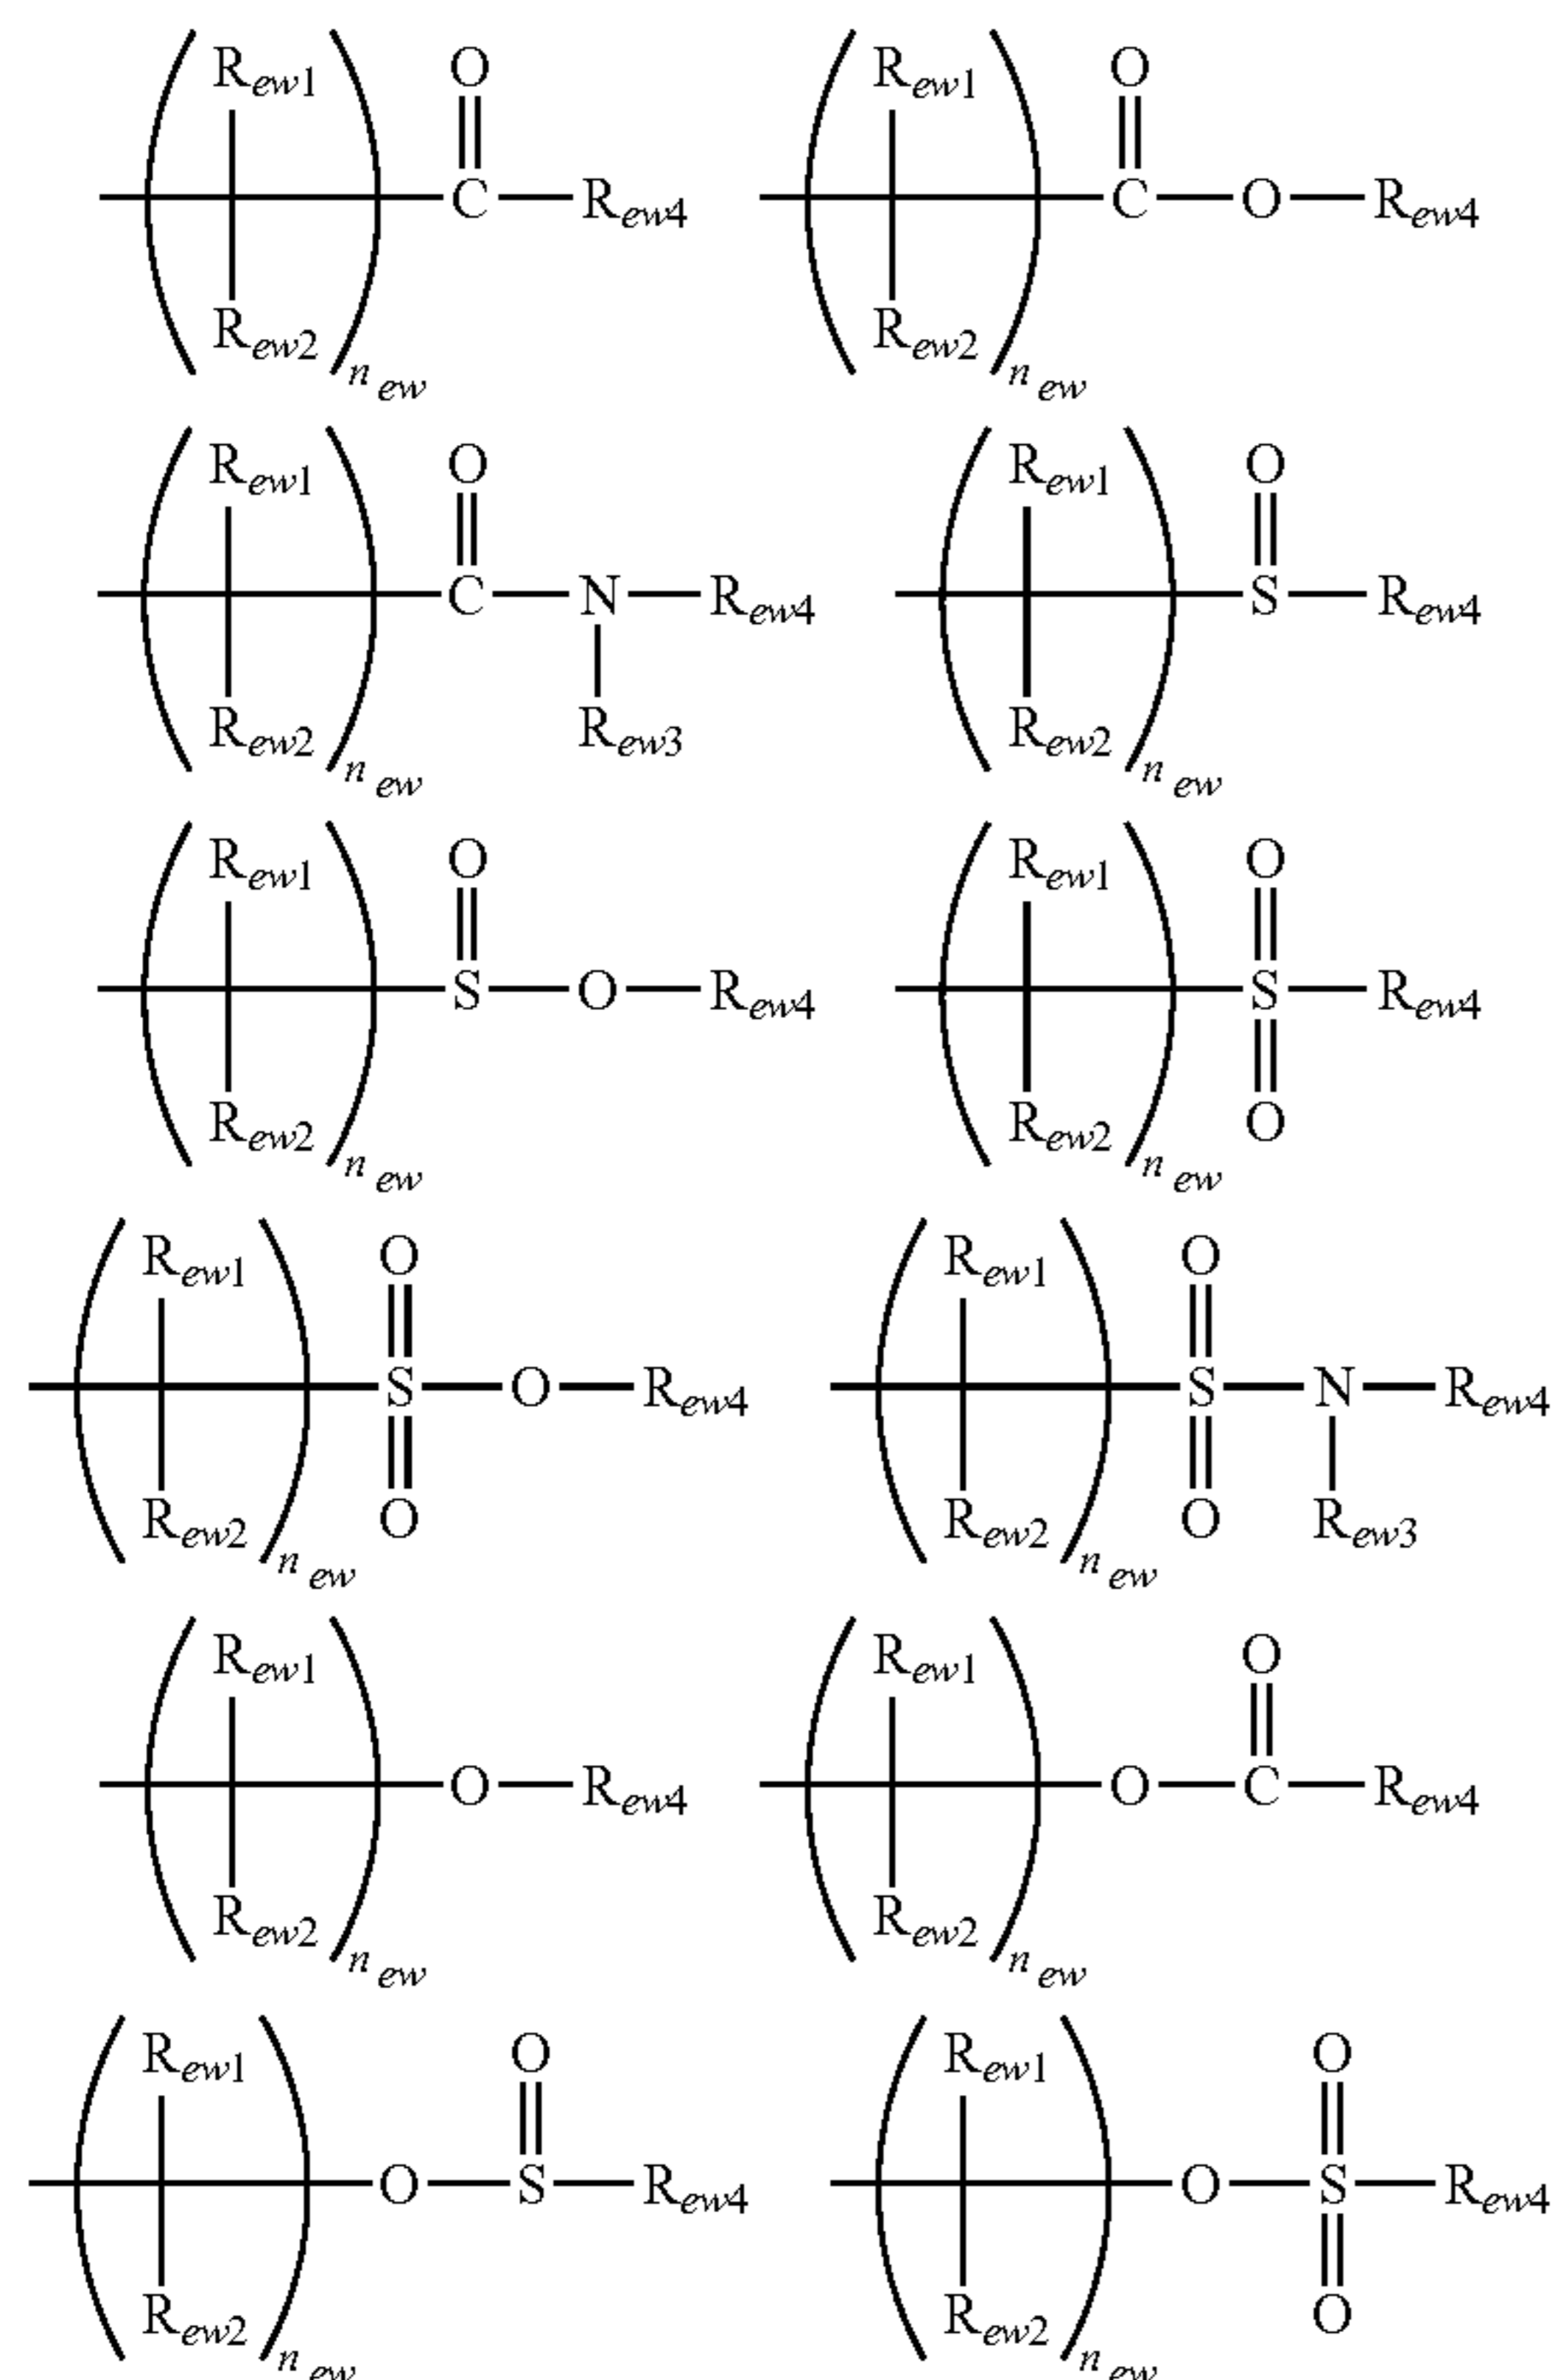 R_ew1 O R_ew1 O
C R_ew4 C O R_ew4
R_ew2 n_ew R_ew2 n_ew
R_ew1 O R_ew1 O
C N R_ew4 S R_ew4
R_ew2 n_ew R_ew3 R_ew2 n_ew
R_ew1 O R_ew1 O
S O R_ew4 S R_ew4
R_ew2 n_ew R_ew2 n_ew O
R_ew1 O R_ew1 O
S O R_ew4 S N R_ew4
R_ew2 n_ew O R_ew2 n_ew O R_ew3
R_ew1 R_ew1 O
O R_ew4 O C R_ew4
R_ew2 n_ew R_ew2 n_ew
R_ew1 O R_ew1 O
O S R_ew4 O S R_ew4
R_ew2 n_ew R_ew2 n_ew O